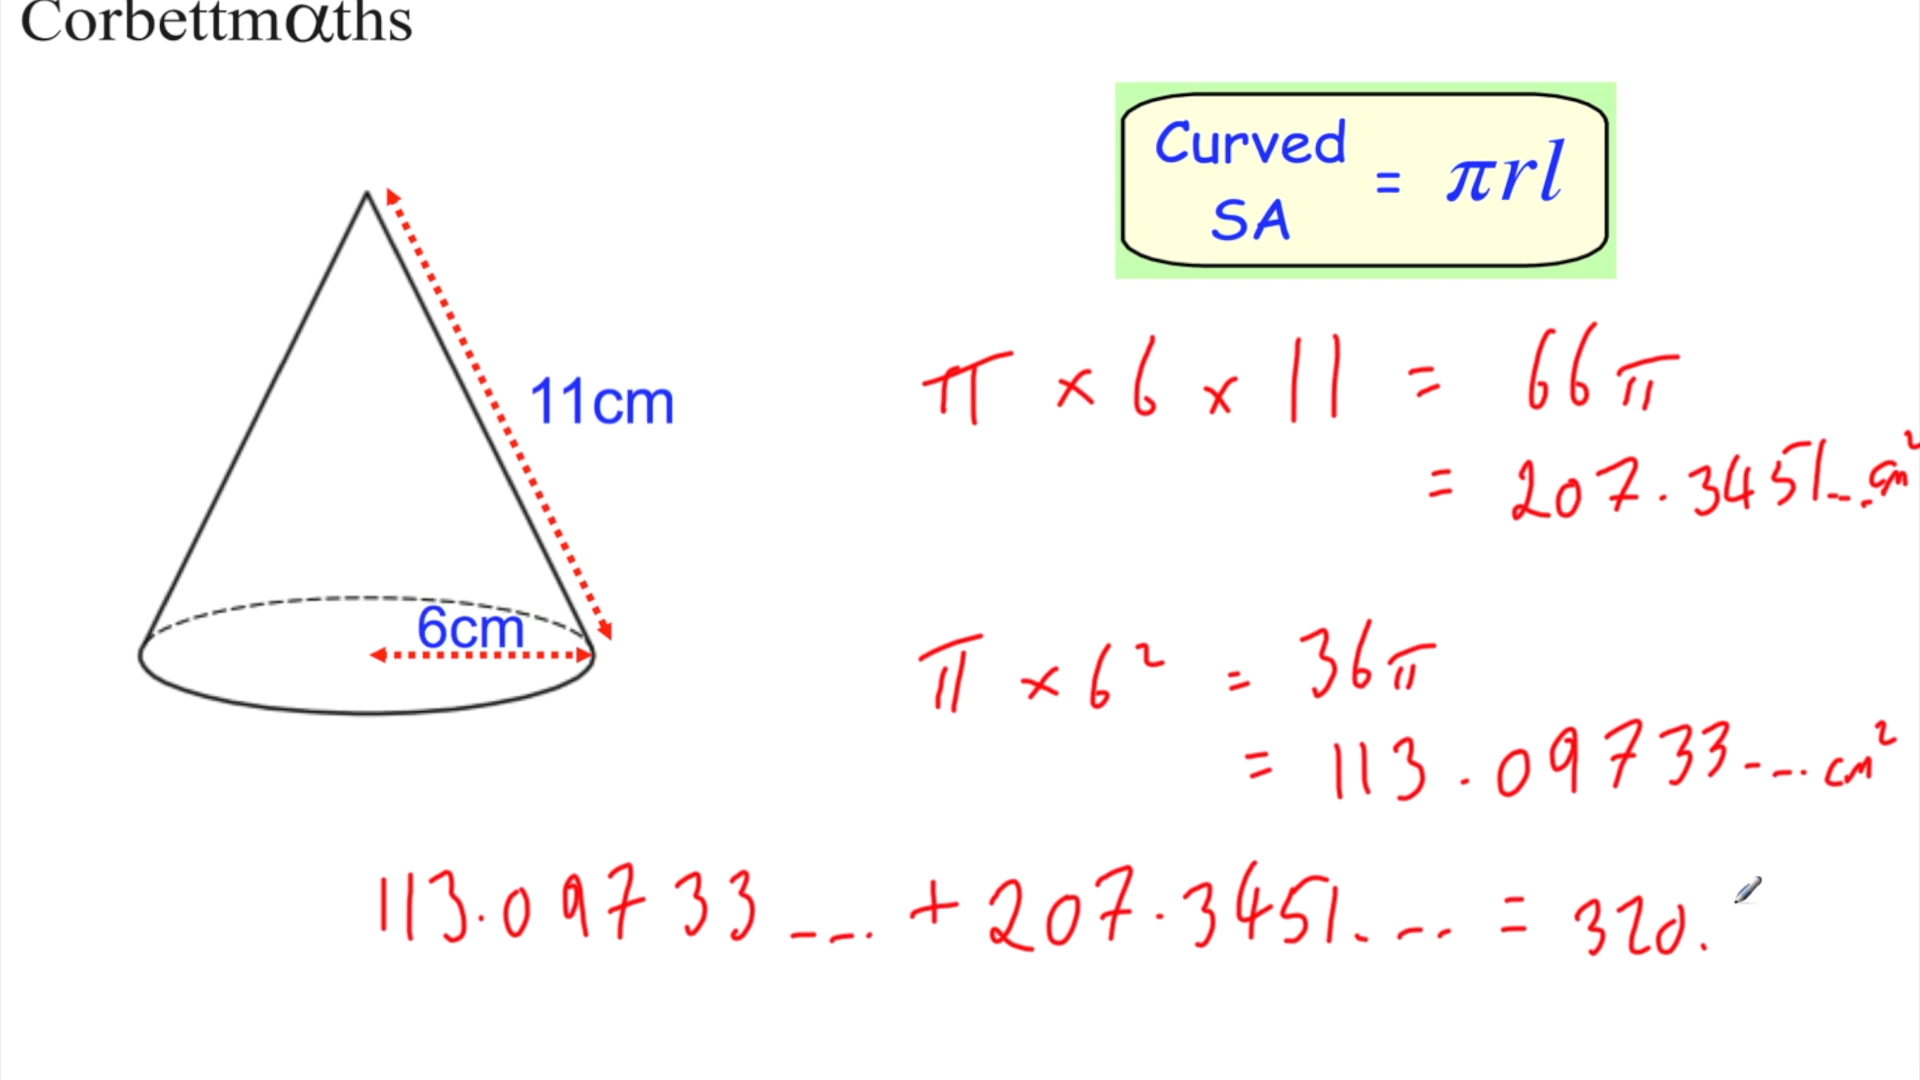 Corbettmαths
Curved
SA
= πrl
11cm
6cm
π × 6 × 11 = 66π
= 207.3451... cm²
π × 6² = 36π
= 113.09733... cm²
113.09733... + 207.3451... = 320.